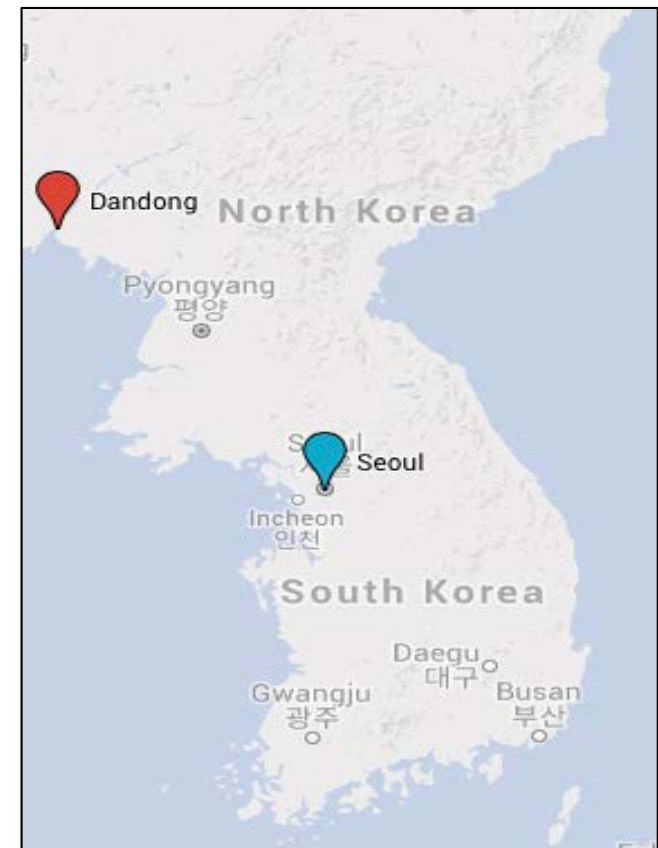 Dandong
North Korea
Pyongyang
평양
Seoul
Incheon
인천
South Korea
Daegu
대구
Gwangju
광주
Busan
부산